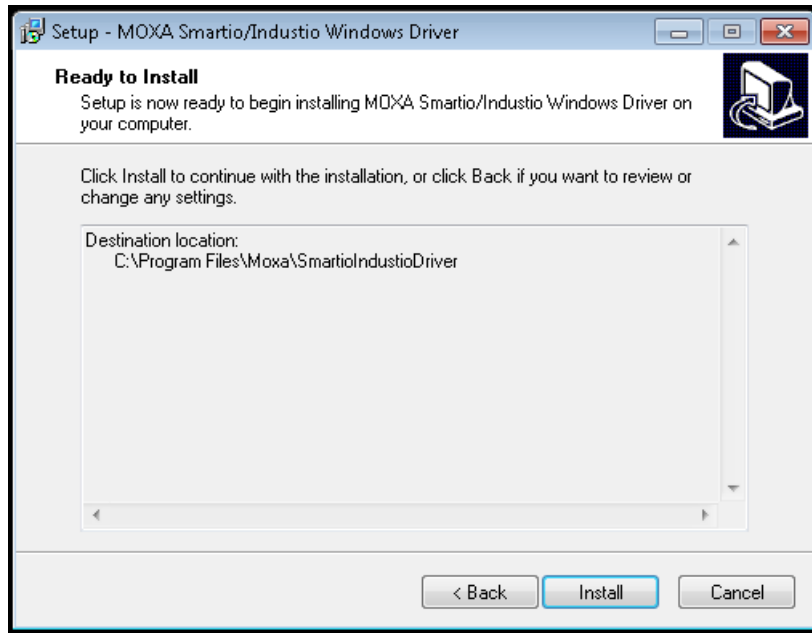 Setup - MOXA Smartio/Industio Windows Driver
Ready to Install
Setup is now ready to begin installing MOXA Smartio/Industio Windows Driver on
your computer.
Click Install to continue with the installation, or click Back if you want to review or
change any settings.
Destination location:
C:\Program Files\Moxa\SmartioIndustioDriver
< Back
Install
Cancel